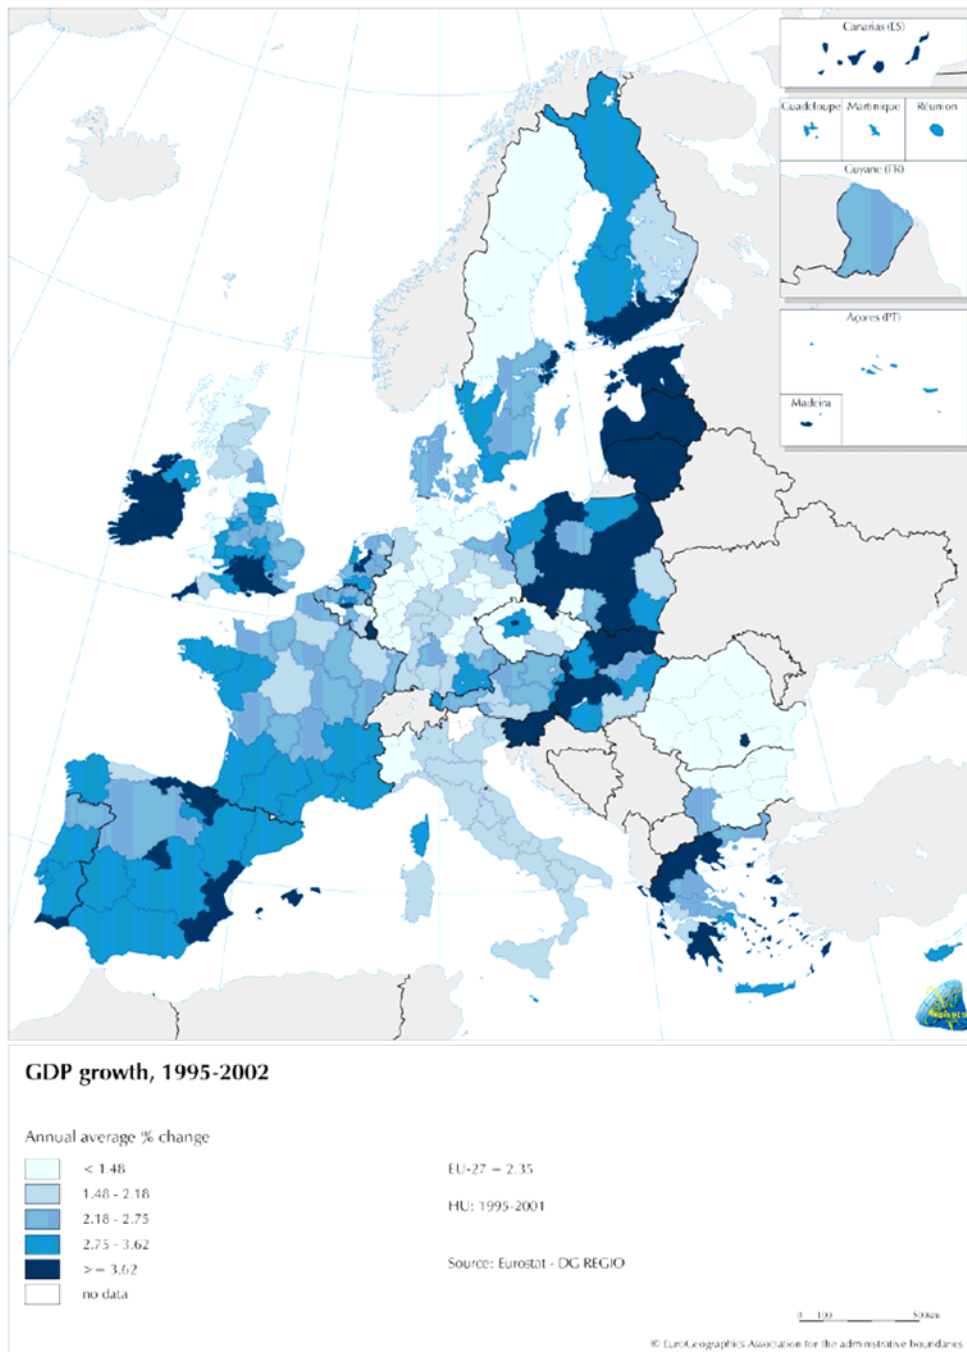 Canarias (ES)
Guadeloupe
Martinique
Réunion
Guyane (FR)
Açores (PT)
Madeira
GDP growth, 1995-2002
Annual average % change
< 1.48
1.48 - 2.18
2.18 - 2.75
2.75 - 3.62
>= 3.62
no data
EU-27 = 2.35
HU: 1995-2001
Source: Eurostat - DG REGIO
0 100 500km
© EuroGeographics Association for the administrative boundaries